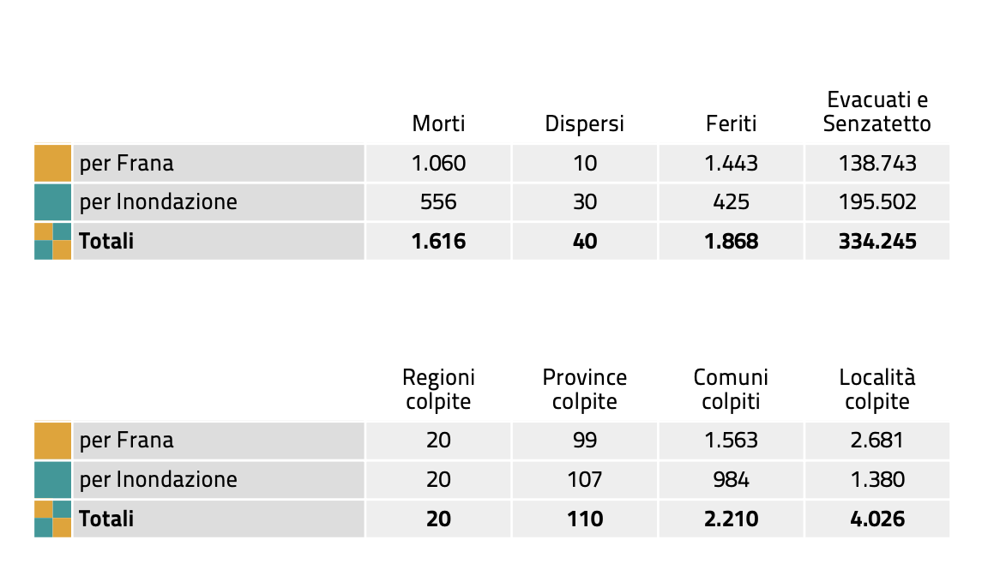 Morti Dispersi Feriti Evacuati e
Senzatetto
per Frana 1.060 10 1.443 138.743
per Inondazione 556 30 425 195.502
Totali 1.616 40 1.868 334.245
Regioni Province Comuni Località
colpite colpite colpiti colpite
per Frana 20 99 1.563 2.681
per Inondazione 20 107 984 1.380
Totali 20 110 2.210 4.026